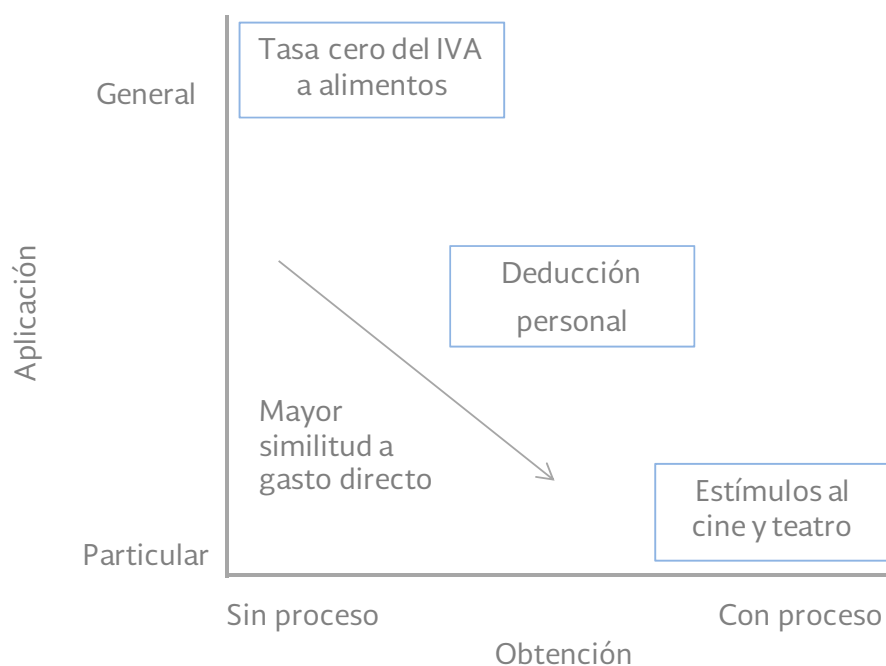 Tasa cero del IVA
a alimentos
General
Aplicación
Deducción
personal
Mayor
similitud a
gasto directo
Estímulos al
cine y teatro
Particular
Sin proceso
Con proceso
Obtención